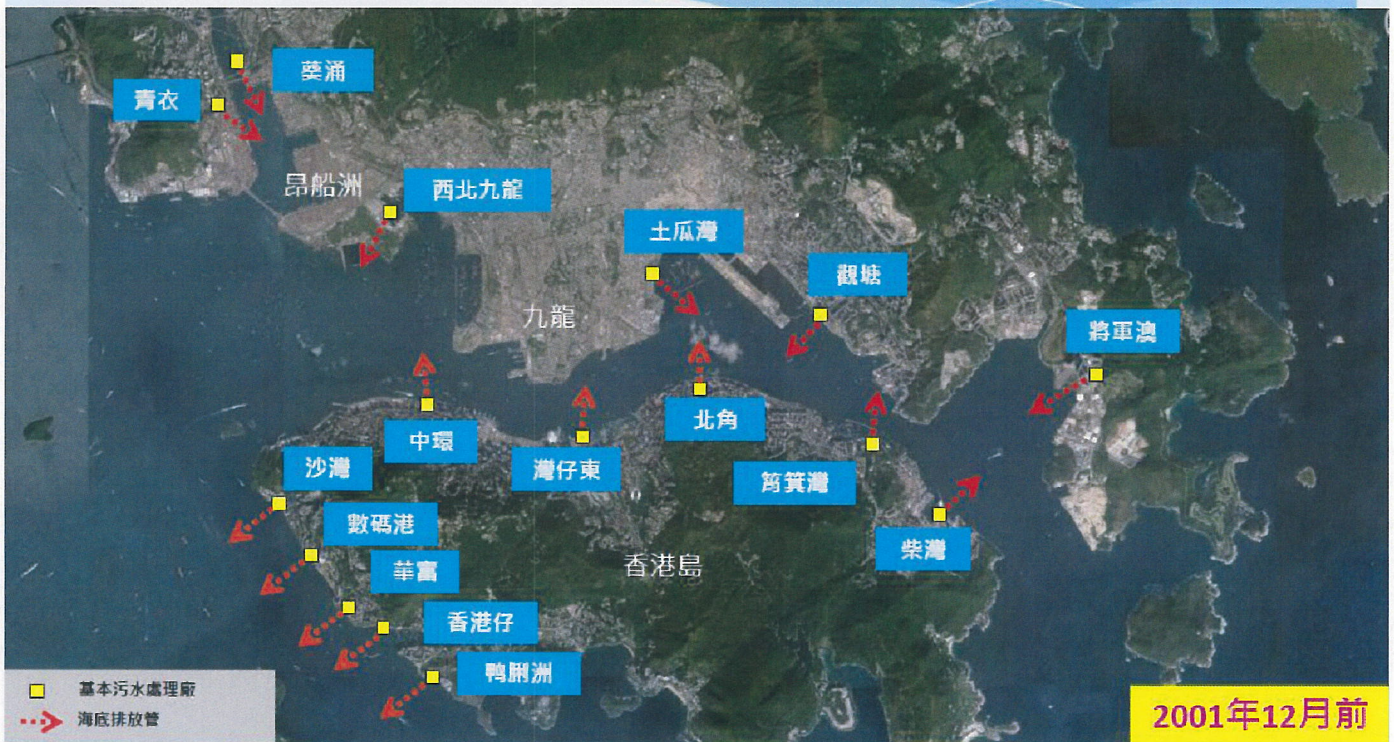 葵涌
青衣
昂船洲
西北九龍
土瓜灣
觀塘
九龍
將軍澳
北角
中環
灣仔東
沙灣
筲箕灣
數碼港
柴灣
香港島
華富
香港仔
鴨脷洲
基本污水處理廠
海底排放管
2001年12月前